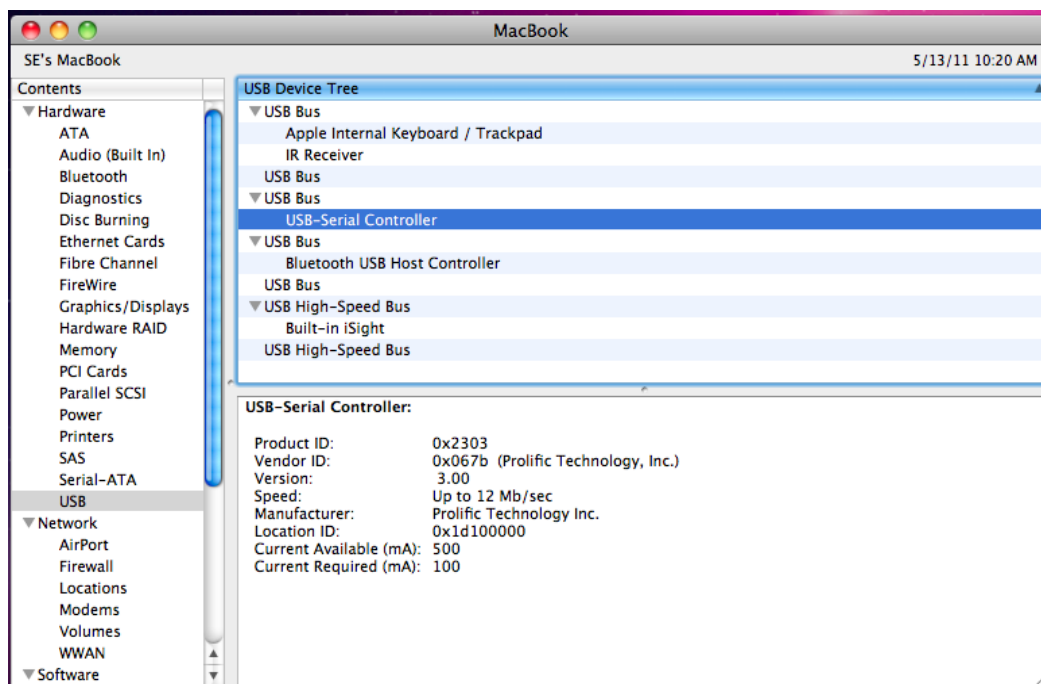 MacBook
SE's MacBook
5/13/11 10:20 AM
Contents
Hardware
ATA
Audio (Built In)
Bluetooth
Diagnostics
Disc Burning
Ethernet Cards
Fibre Channel
FireWire
Graphics/Displays
Hardware RAID
Memory
PCI Cards
Parallel SCSI
Power
Printers
SAS
Serial-ATA
USB
Network
AirPort
Firewall
Locations
Modems
Volumes
WWAN
Software
USB Device Tree
USB Bus
Apple Internal Keyboard / Trackpad
IR Receiver
USB Bus
USB Bus
USB-Serial Controller
USB Bus
Bluetooth USB Host Controller
USB Bus
USB High-Speed Bus
Built-in iSight
USB High-Speed Bus
USB-Serial Controller:
Product ID: 0x2303
Vendor ID: 0x067b (Prolific Technology, Inc.)
Version: 3.00
Speed: Up to 12 Mb/sec
Manufacturer: Prolific Technology Inc.
Location ID: 0x1d100000
Current Available (mA): 500
Current Required (mA): 100